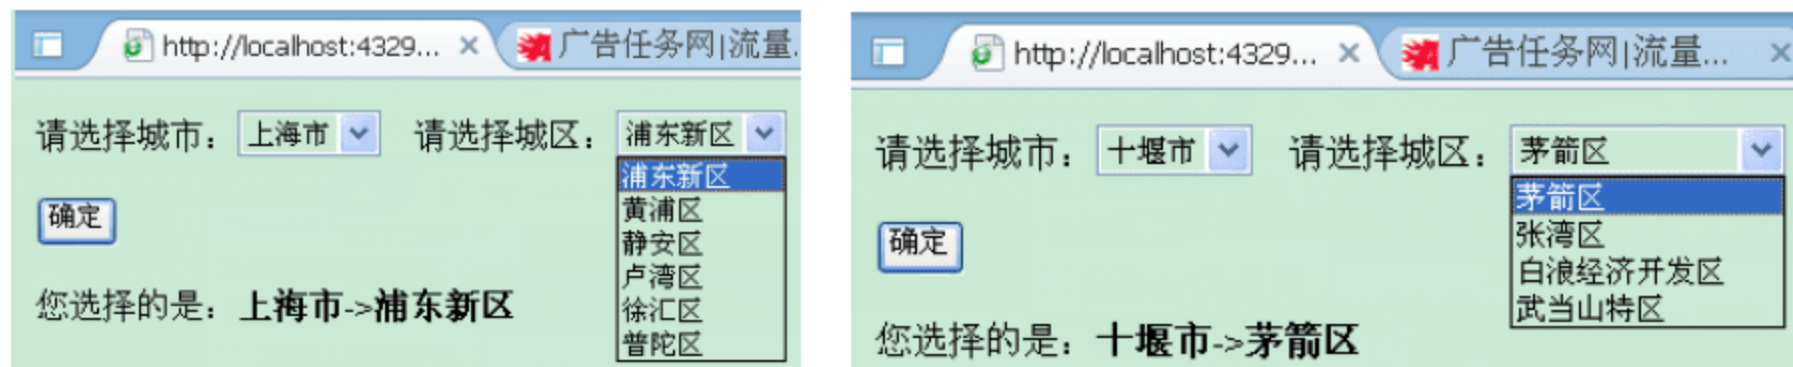 http://localhost:4329... 广告任务网|流量.
请选择城市： 上海市 请选择城区： 浦东新区
浦东新区
黄浦区
静安区
卢湾区
徐汇区
普陀区
确定
您选择的是：上海市->浦东新区
http://localhost:4329... 广告任务网|流量...
请选择城市： 十堰市 请选择城区： 茅箭区
茅箭区
张湾区
白浪经济开发区
武当山特区
确定
您选择的是：十堰市->茅箭区